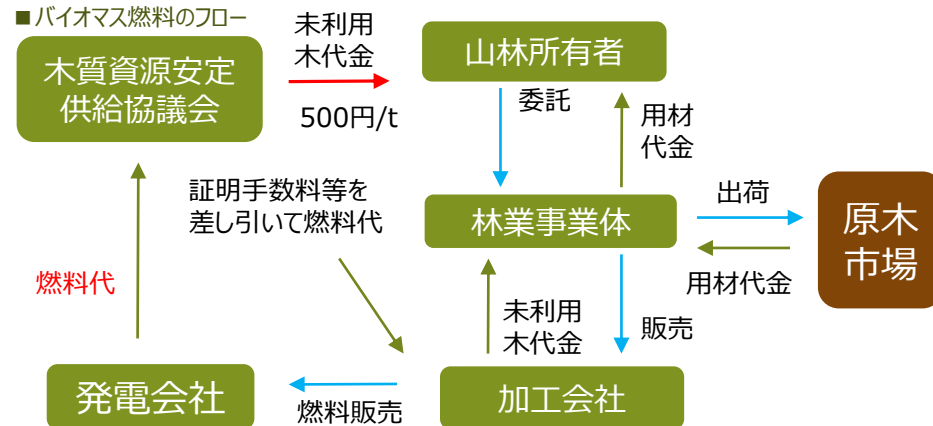 ■バイオマス燃料のフロー
木質資源安定
供給協議会
未利用
木代金
500円/t
山林所有者
委託
用材
代金
証明手数料等を
差し引いて燃料代
林業事業体
出荷
原木
市場
用材代金
燃料代
未利用
木代金
販売
発電会社
燃料販売
加工会社